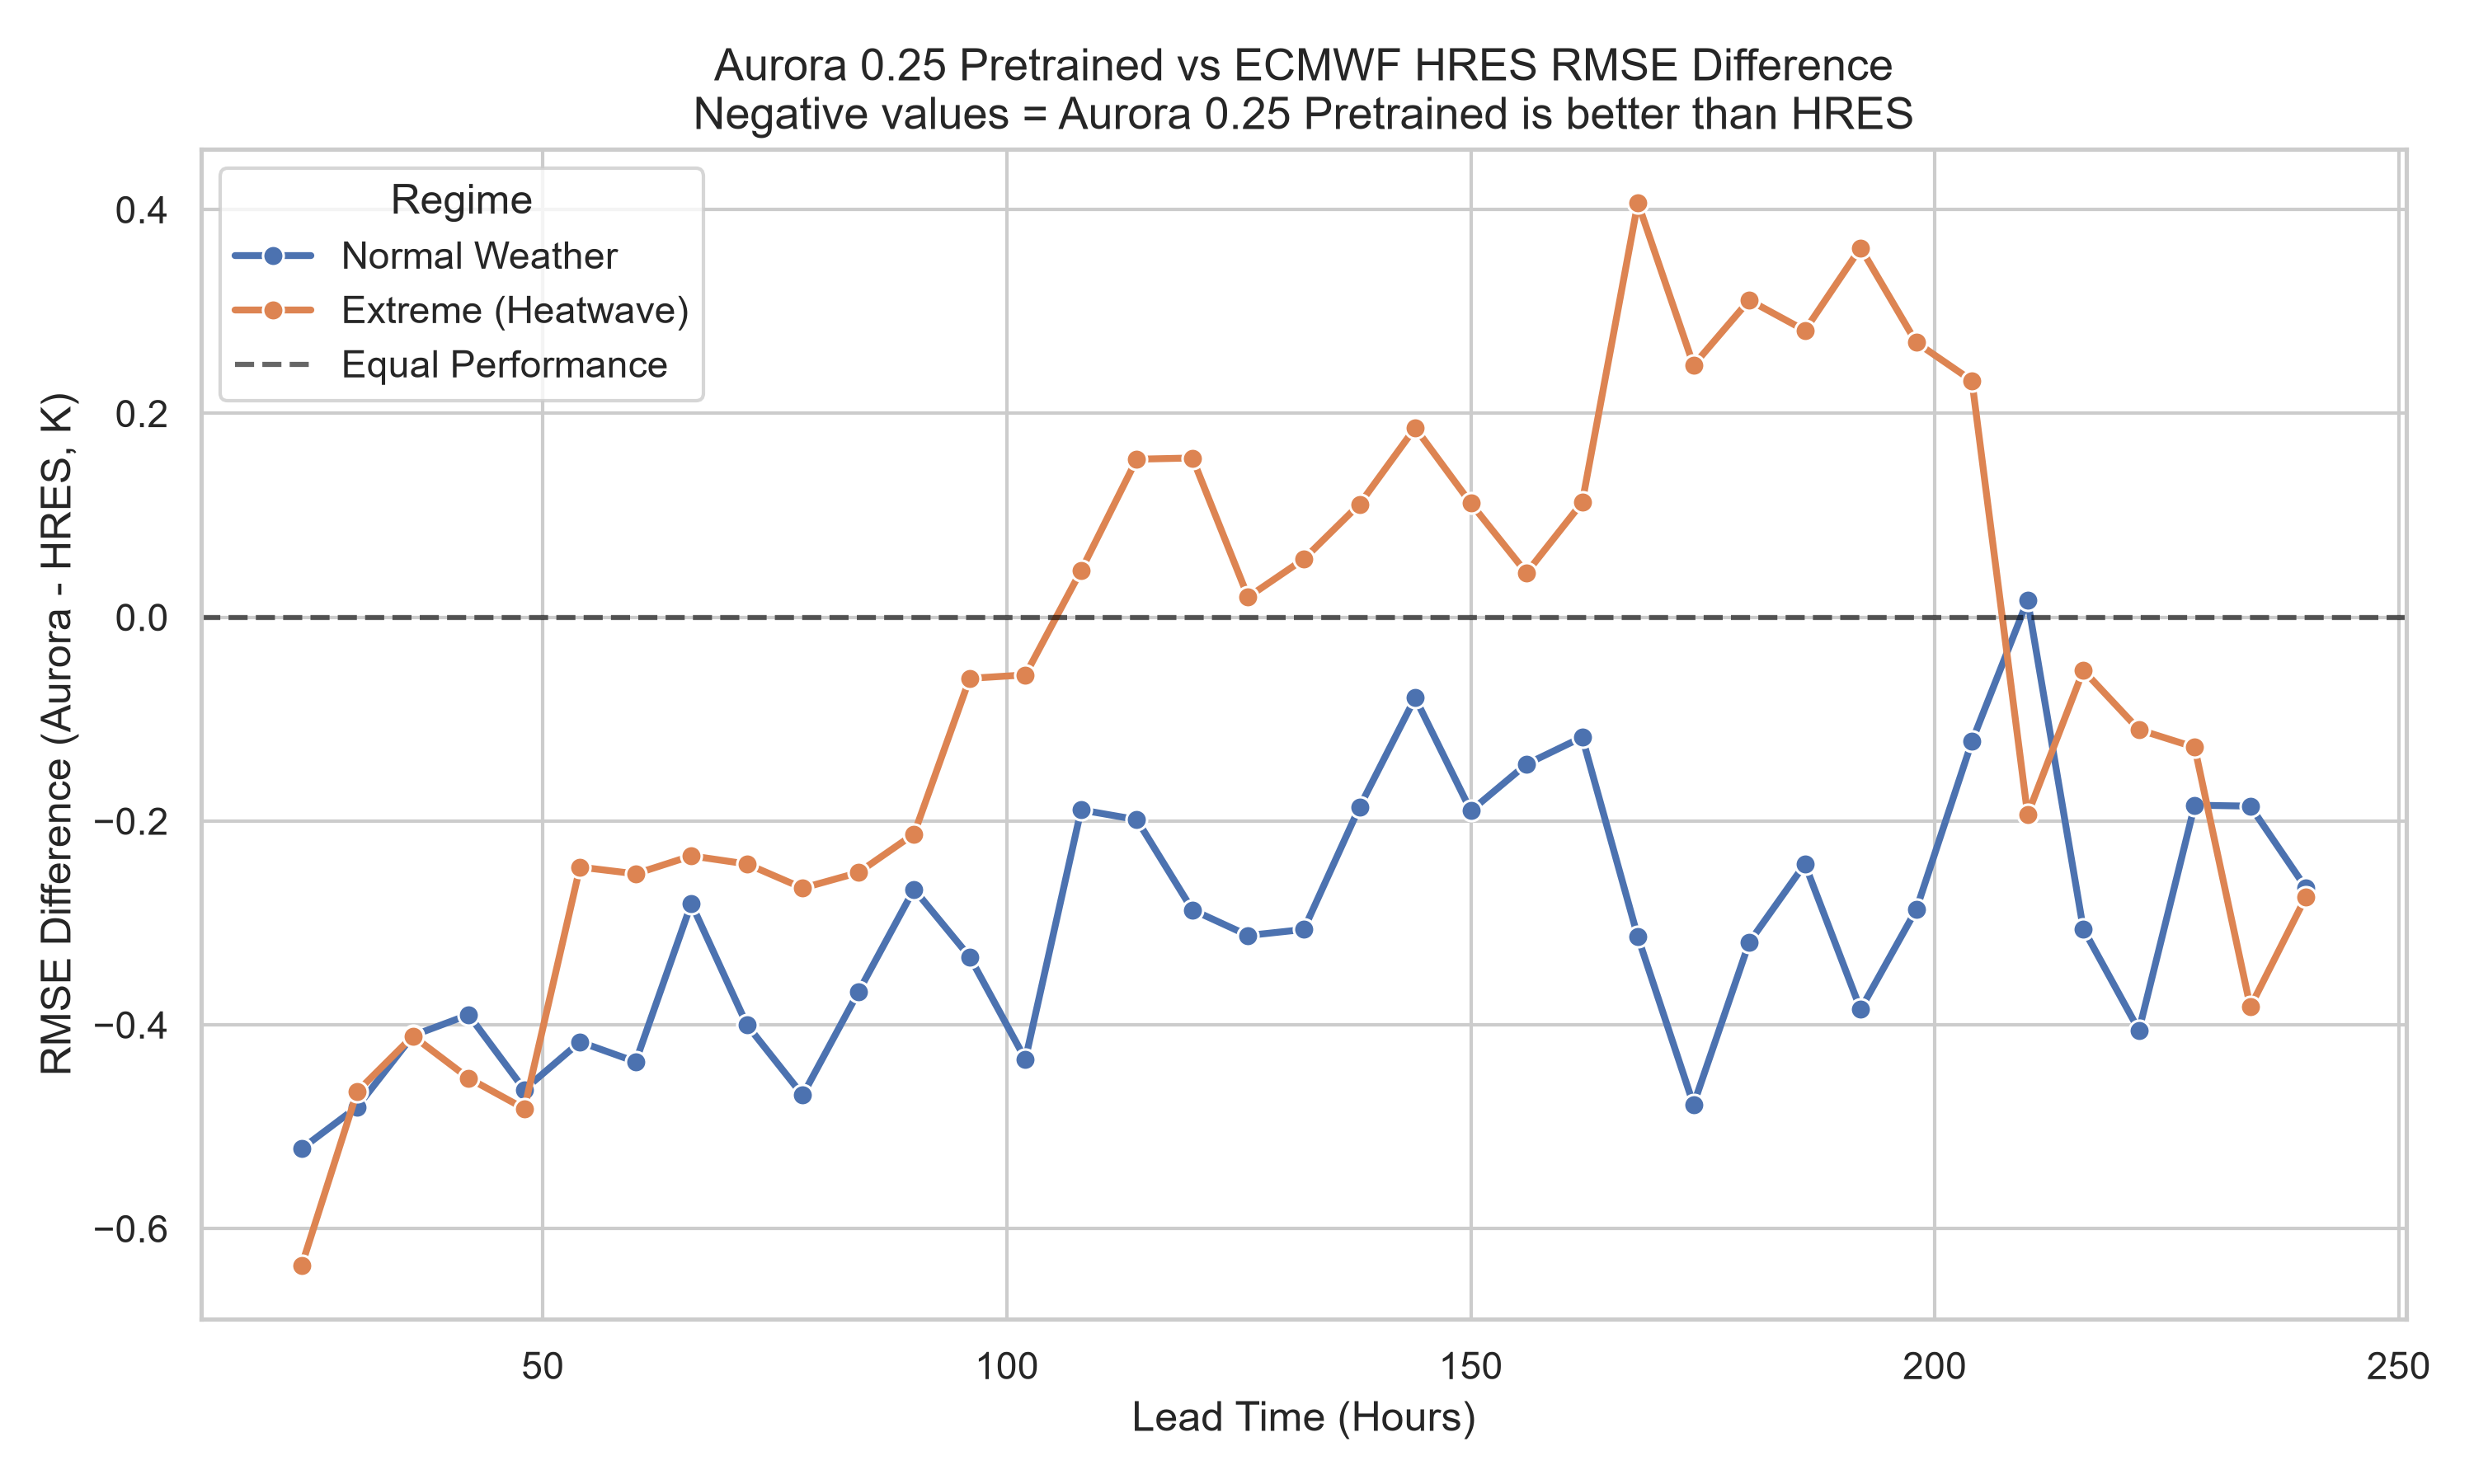 Aurora 0.25 Pretrained vs ECMWF HRES RMSE Difference
Negative values = Aurora 0.25 Pretrained is better than HRES
Regime
Normal Weather
Extreme (Heatwave)
Equal Performance
RMSE Difference (Aurora - HRES, K)
0.4
0.2
0.0
−0.2
−0.4
−0.6
50
100
150
200
250
Lead Time (Hours)